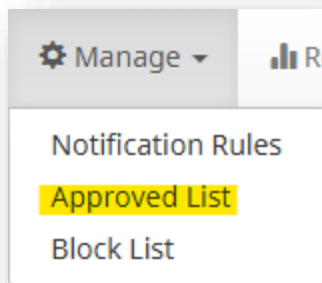 Manage
R
Notification Rules
Approved List
Block List